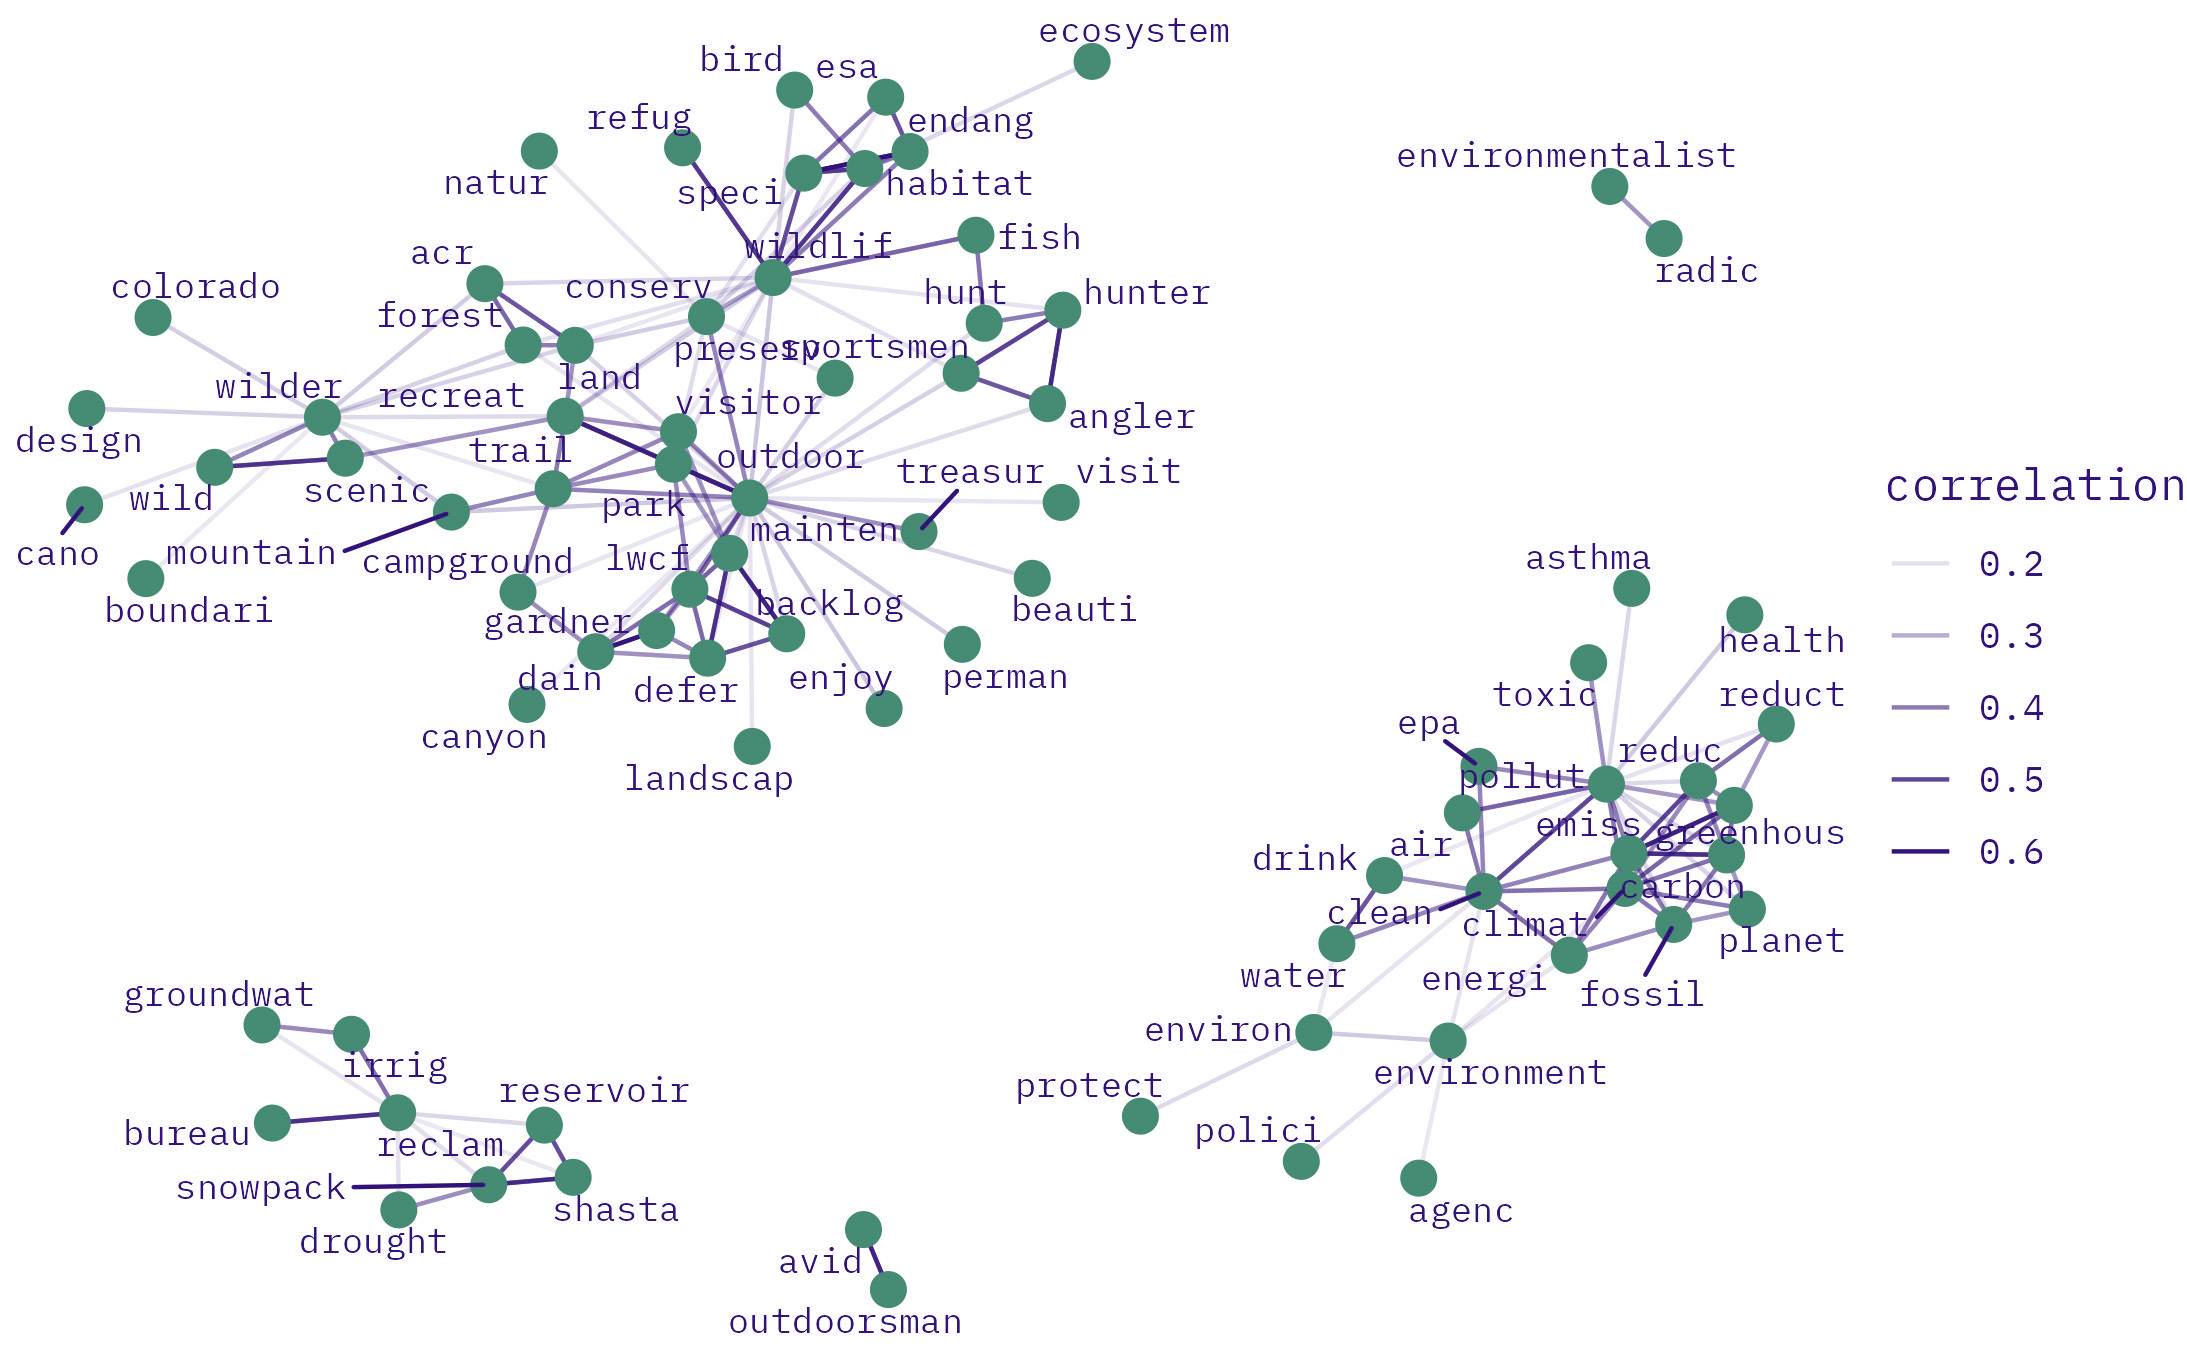 ecosystem
bird
esa
refug
endang
environmentalist
natur
speci
habitat
radic
acr
wildlif
fish
colorado
conserv
hunt
hunter
forest
preserv
sportsmen
wilder
recreat
land
visitor
angler
design
trail
outdoor
treasur
visit
correlation
wild
scenic
park
mainten
cano
mountain
campground
lwcf
asthma
0.2
boundari
gardner
backlog
beauti
health
0.3
dain
defer
enjoy
perman
toxic
reduct
0.4
canyon
epa
reduc
landscap
pollut
0.5
emiss
greenhous
drink
air
0.6
clean
carbon
climat
planet
water
energi
fossil
groundwat
environ
irrig
environment
reservoir
protect
bureau
reclam
polici
snowpack
shasta
agenc
drought
avid
outdoorsman